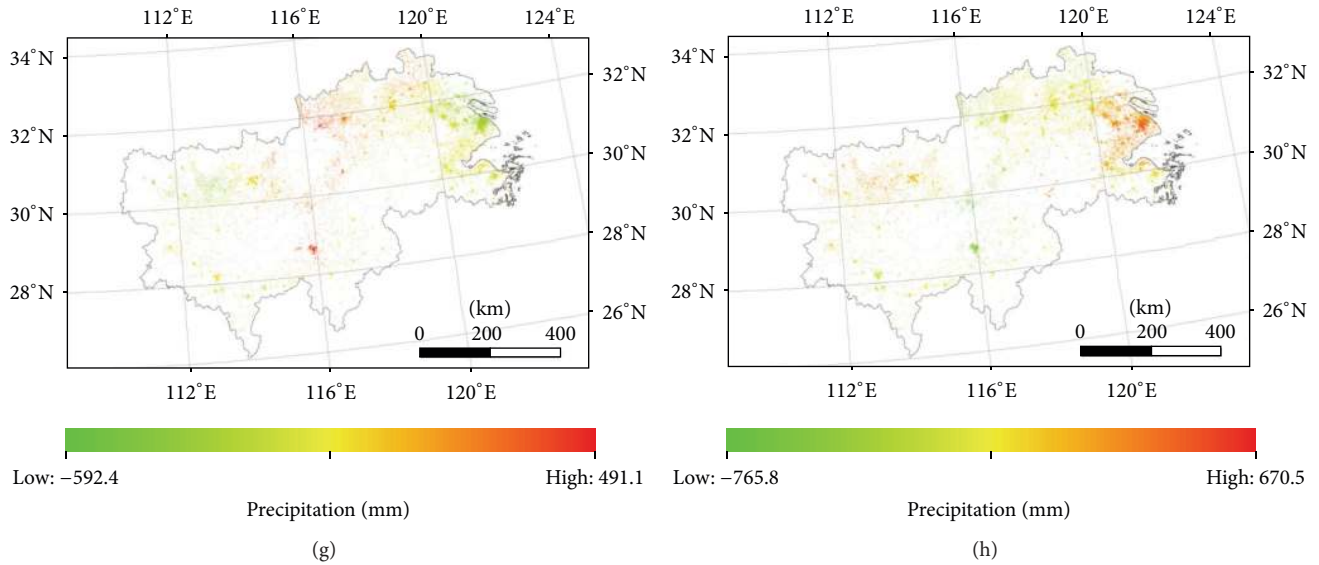 112˚E 116˚E 120˚E 124˚E
34˚N
32˚N
32˚N
30˚N
30˚N
28˚N
28˚N
26˚N
(km)
0 200 400
112˚E 116˚E 120˚E
Low: −592.4 High: 491.1
Precipitation (mm)
(g)
112˚E 116˚E 120˚E 124˚E
34˚N
32˚N
32˚N
30˚N
30˚N
28˚N
28˚N
26˚N
(km)
0 200 400
112˚E 116˚E 120˚E
Low: −765.8 High: 670.5
Precipitation (mm)
(h)